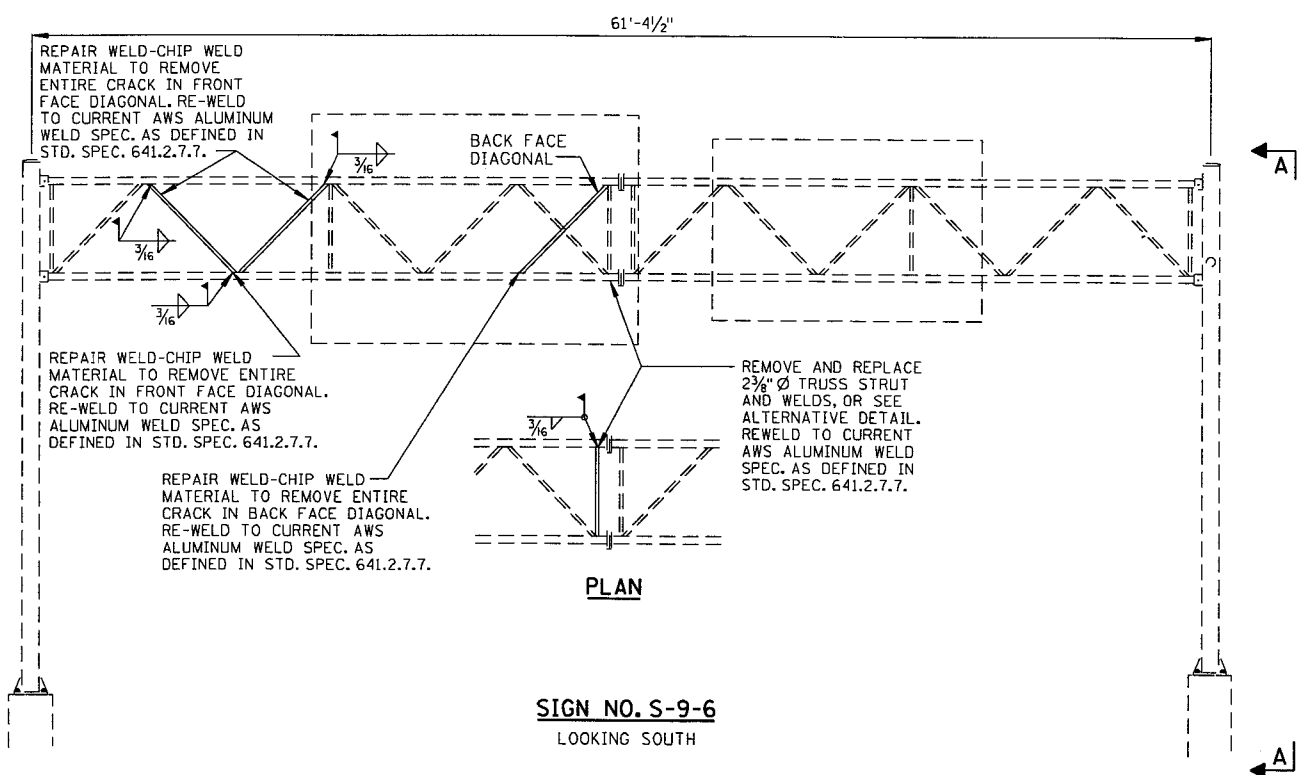 61'-4½"
REPAIR WELD-CHIP WELD
MATERIAL TO REMOVE
ENTIRE CRACK IN FRONT
FACE DIAGONAL. RE-WELD
TO CURRENT AWS ALUMINUM
WELD SPEC. AS DEFINED IN
STD. SPEC. 641.2.7.7.
3/16
BACK FACE
DIAGONAL
A
3/16
3/16
REPAIR WELD-CHIP WELD
MATERIAL TO REMOVE ENTIRE
CRACK IN FRONT FACE DIAGONAL.
RE-WELD TO CURRENT AWS
ALUMINUM WELD SPEC. AS
DEFINED IN STD. SPEC. 641.2.7.7.
REMOVE AND REPLACE
2⅜" Ø TRUSS STRUT
AND WELDS, OR SEE
ALTERNATIVE DETAIL.
REWELD TO CURRENT
AWS ALUMINUM WELD
SPEC. AS DEFINED IN
STD. SPEC. 641.2.7.7.
3/16
REPAIR WELD-CHIP WELD
MATERIAL TO REMOVE ENTIRE
CRACK IN BACK FACE DIAGONAL.
RE-WELD TO CURRENT AWS
ALUMINUM WELD SPEC. AS
DEFINED IN STD. SPEC. 641.2.7.7.
PLAN
SIGN NO. S-9-6
LOOKING SOUTH
A